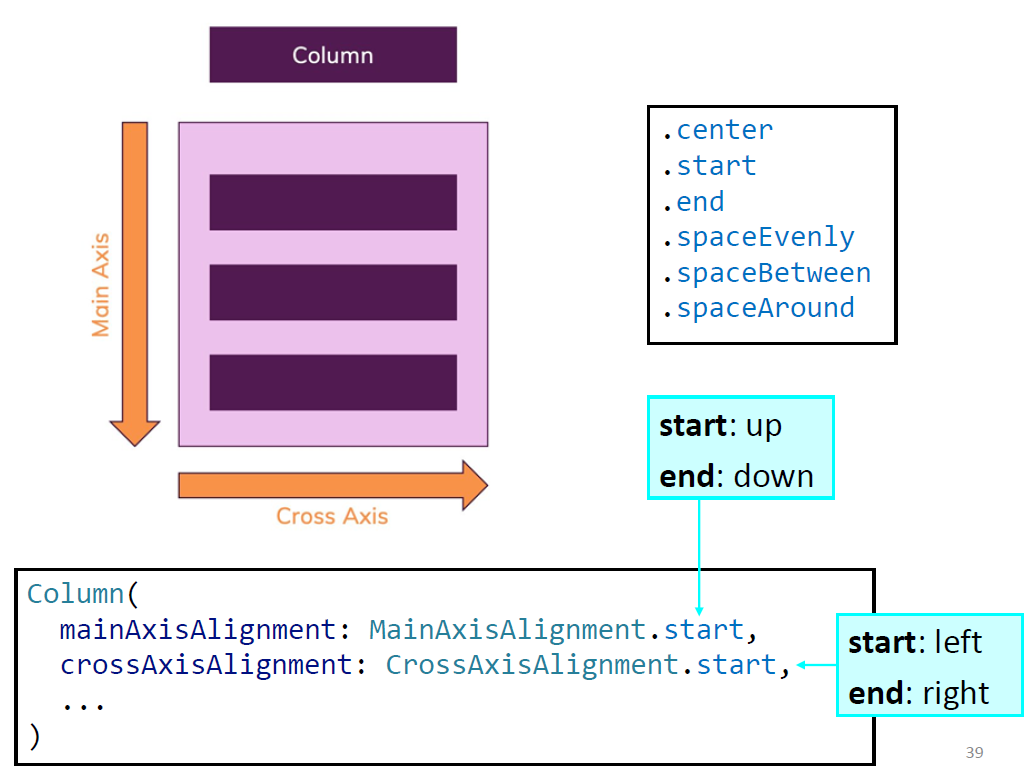 Column
Main Axis
Cross Axis
.center
.start
.end
.spaceEvenly
.spaceBetween
.spaceAround
start: up
end: down
Column(
mainAxisAlignment: MainAxisAlignment.start,
crossAxisAlignment: CrossAxisAlignment.start,
...
)
start: left
end: right
39